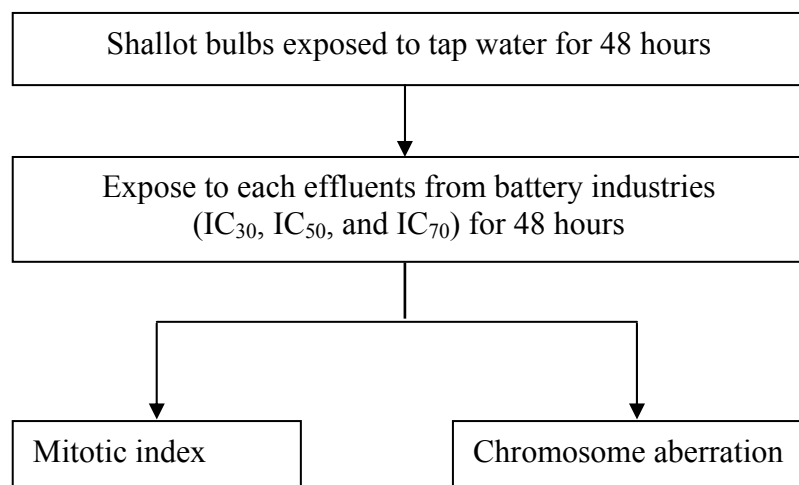 Shallot bulbs exposed to tap water for 48 hours
Expose to each effluents from battery industries
(IC₃₀, IC₅₀, and IC₇₀) for 48 hours
Mitotic index
Chromosome aberration